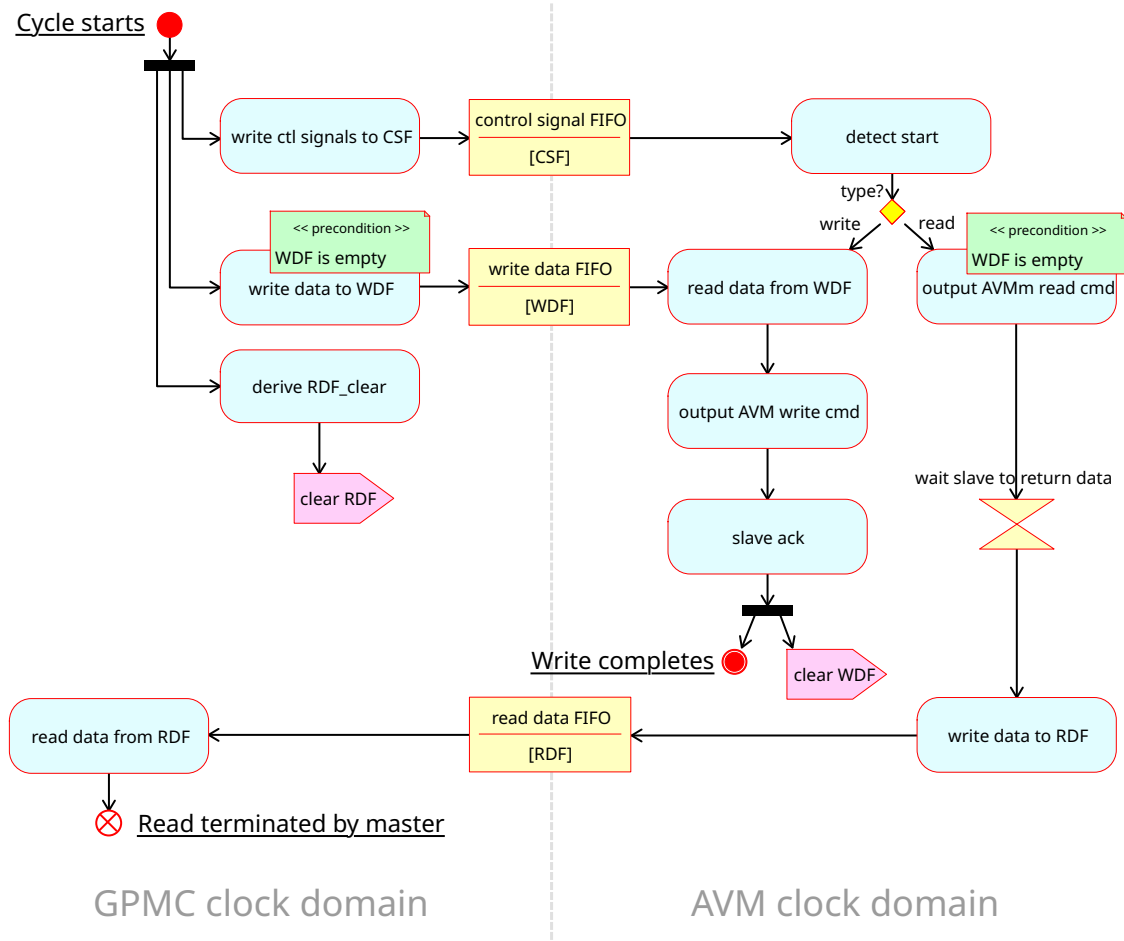 Cycle starts
write ctl signals to CSF
control signal FIFO
[CSF]
detect start
type?
write
read
<< precondition >>
WDF is empty
write data to WDF
write data FIFO
[WDF]
read data from WDF
<< precondition >>
WDF is empty
output AVMm read cmd
derive RDF_clear
output AVM write cmd
clear RDF
wait slave to return data
slave ack
Write completes
clear WDF
read data from RDF
read data FIFO
[RDF]
write data to RDF
Read terminated by master
GPMC clock domain
AVM clock domain